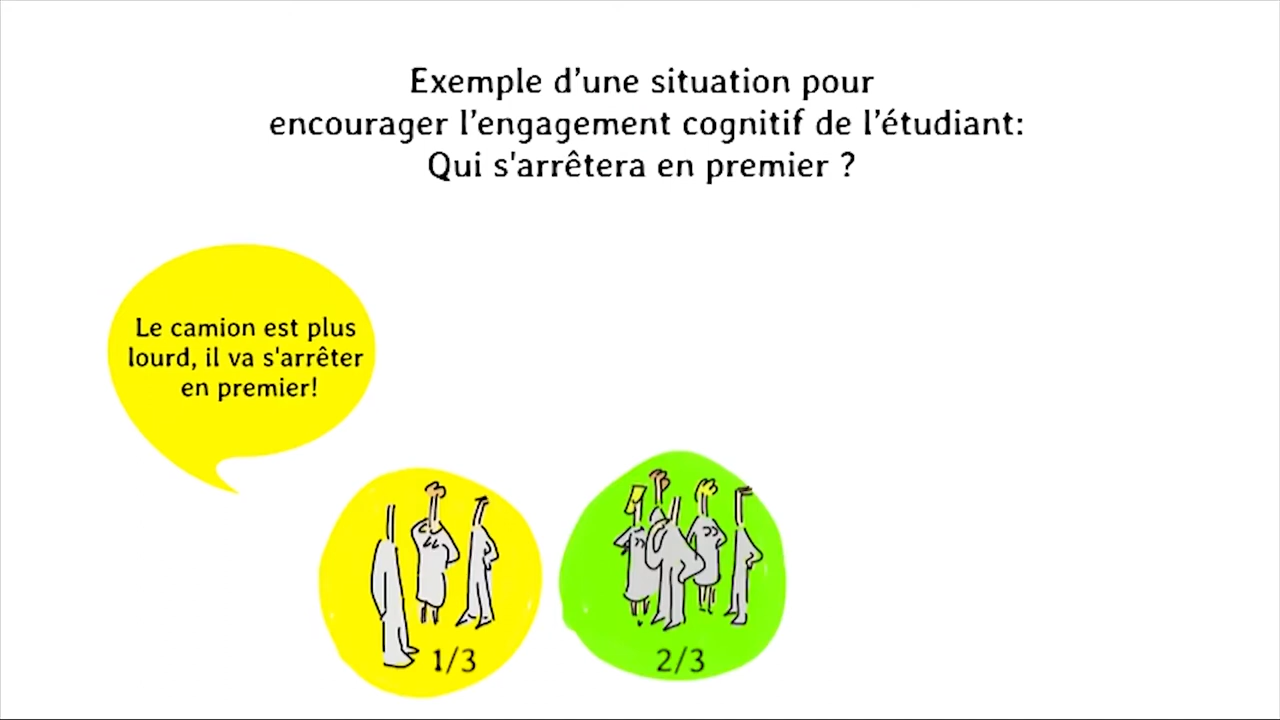 Exemple d'une situation pour
encourager l'engagement cognitif de l'étudiant:
Qui s'arrêtera en premier ?
Le camion est plus
lourd, il va s'arrêter
en premier!
1/3
2/3